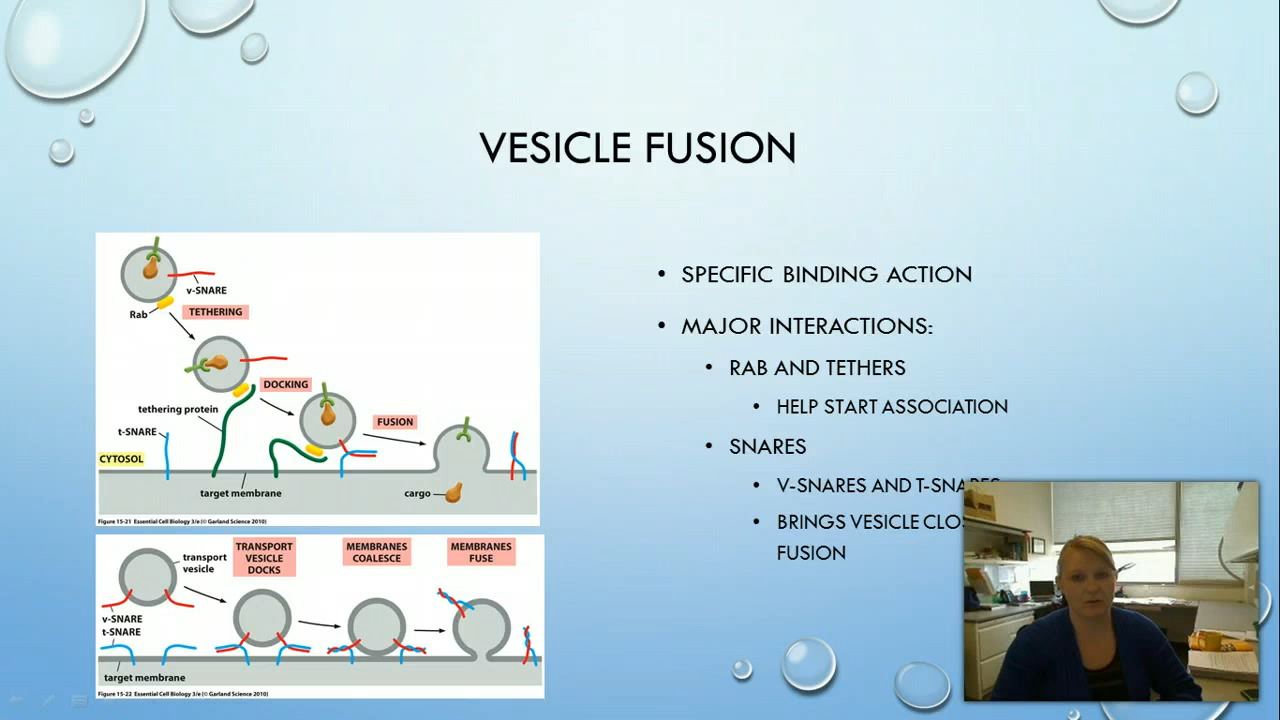 VESICLE FUSION
v-SNARE
Rab
TETHERING
DOCKING
tethering protein
t-SNARE
FUSION
CYTOSOL
target membrane
cargo
Figure 15-21 Essential Cell Biology 3/e (© Garland Science 2010)
TRANSPORT
VESICLE
DOCKS
MEMBRANES
COALESCE
MEMBRANES
FUSE
transport
vesicle
v-SNARE
t-SNARE
target membrane
Figure 15-22 Essential Cell Biology 3/e (© Garland Science 2010)
• SPECIFIC BINDING ACTION
• MAJOR INTERACTIONS:
• RAB AND TETHERS
• HELP START ASSOCIATION
• SNARES
• V-SNARES AND T-SNARES
• BRINGS VESICLE
FUSION